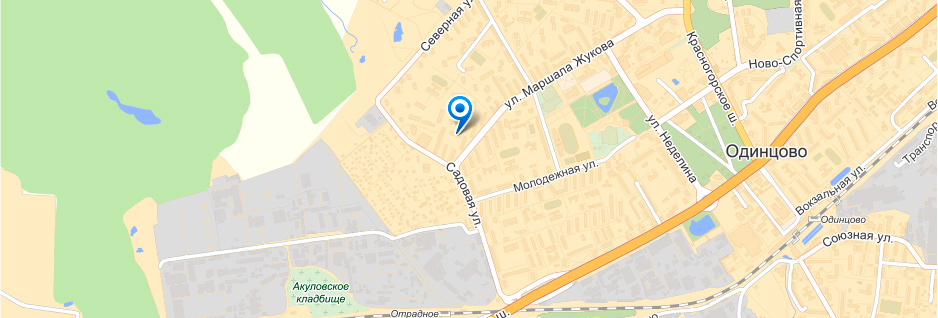 Северная у
ул. Маршала Жукова
Красногорское ш.
Ново-Спортивная
ул. Неделина
Одинцово
Транспор
Вокзальная ул.
Садовая ул.
Молодежная ул.
Одинцово
Союзная ул.
Акуловское
кладбище
Отрадное
ш.